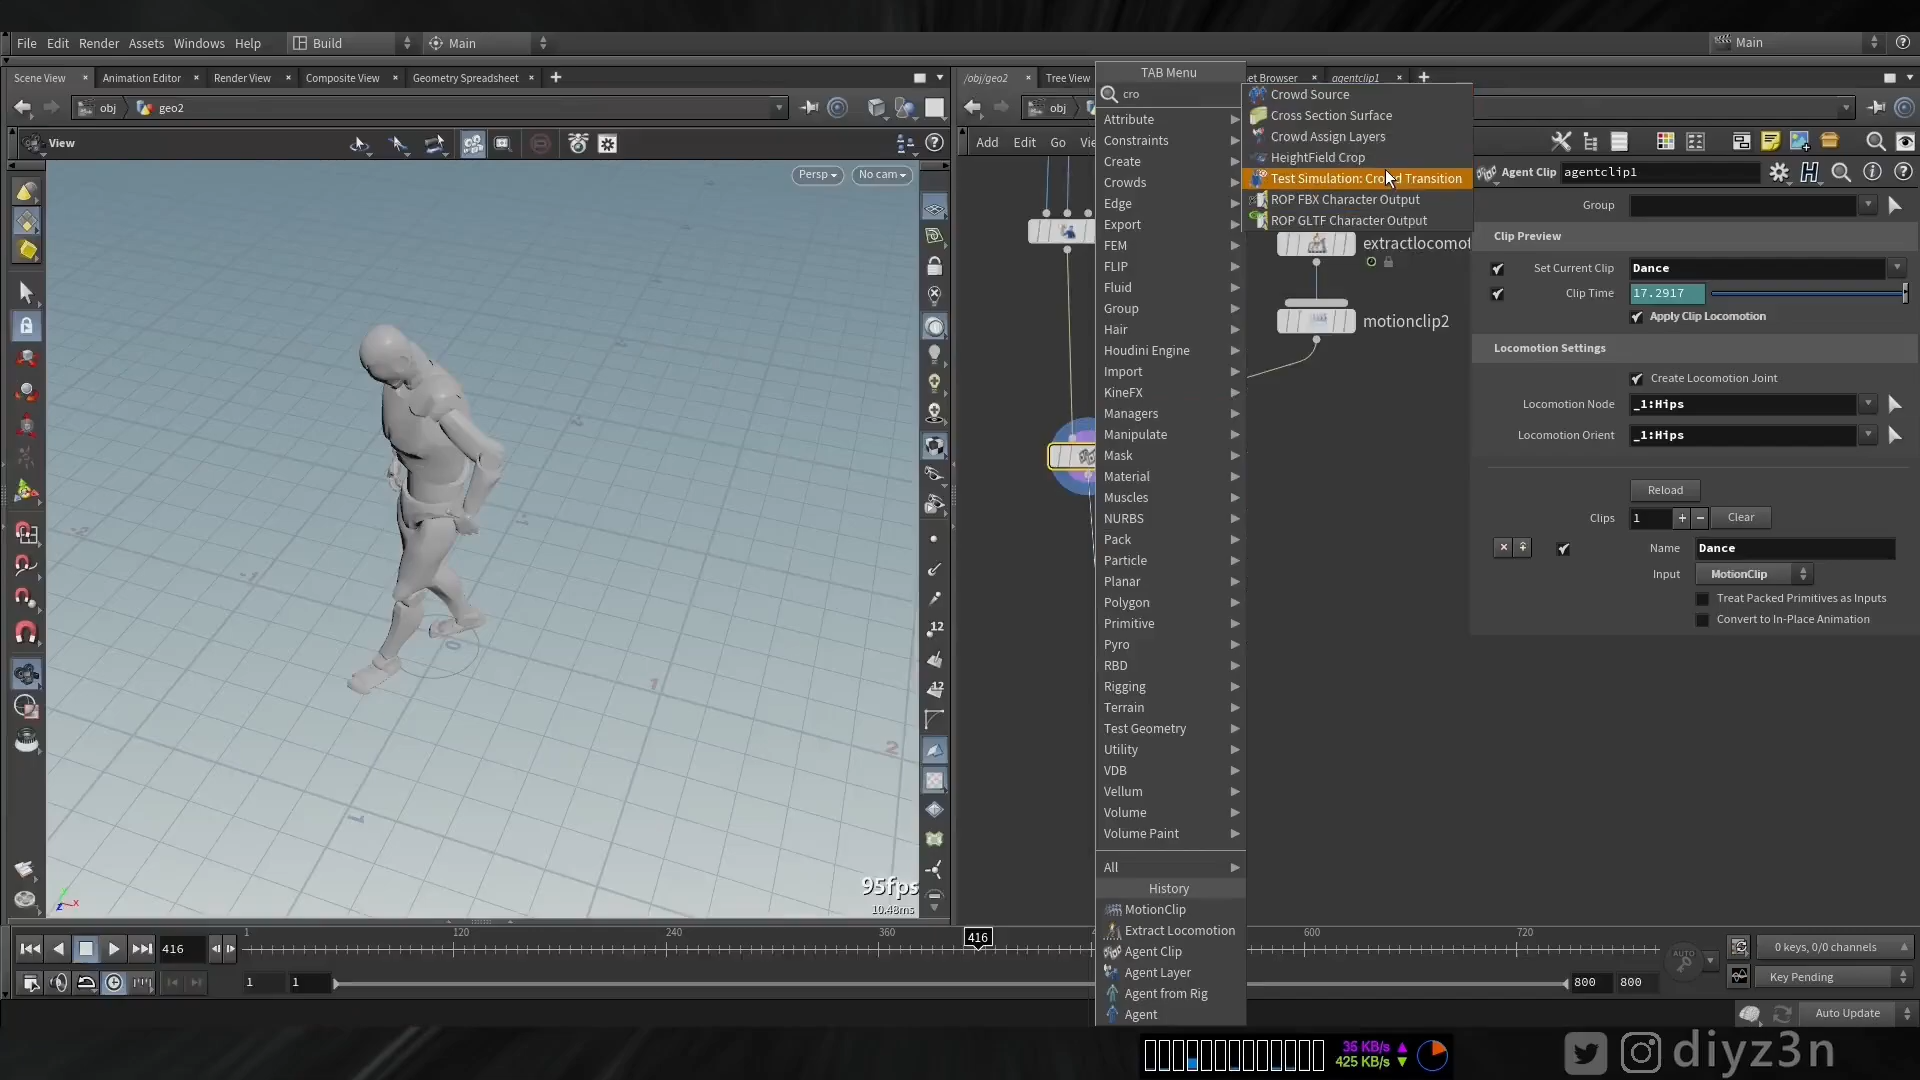 File Edit Render Assets Windows Help Build Main Main
Scene View Animation Editor Render View Composite View Geometry Spreadsheet /obj/geo2 Tree View set Browser agentclip1
obj geo2 obj
View
Persp No cam
Add Edit Go
TAB Menu
cro
Attribute
Constraints
Create
Crowds
Edge
Export
FEM
FLIP
Fluid
Group
Hair
Houdini Engine
Import
KineFX
Managers
Manipulate
Mask
Material
Muscles
NURBS
Pack
Particle
Planar
Polygon
Primitive
Pyro
RBD
Rigging
Terrain
Test Geometry
Utility
VDB
Vellum
Volume
Volume Paint
All
History
MotionClip
Extract Locomotion
Agent Clip
Agent Layer
Agent from Rig
Agent
Crowd Source
Cross Section Surface
Crowd Assign Layers
HeightField Crop
Test Simulation: Crowd Transition
ROP FBX Character Output
ROP GLTF Character Output
extractlocomot
motionclip2
Agent Clip agentclip1
Group
Clip Preview
Set Current Clip Dance
Clip Time 17.2917
Apply Clip Locomotion
Locomotion Settings
Create Locomotion Joint
Locomotion Node _1:Hips
Locomotion Orient _1:Hips
Reload
Clips 1 Clear
Name Dance
Input MotionClip
Treat Packed Primitives as Inputs
Convert to In-Place Animation
95fps
10.48ms
416 1 120 240 360 416 600 720
AUTO
0 keys, 0/0 channels
1 1 800 800 Key Pending
Auto Update
35 KB/s
425 KB/s
diyz3n